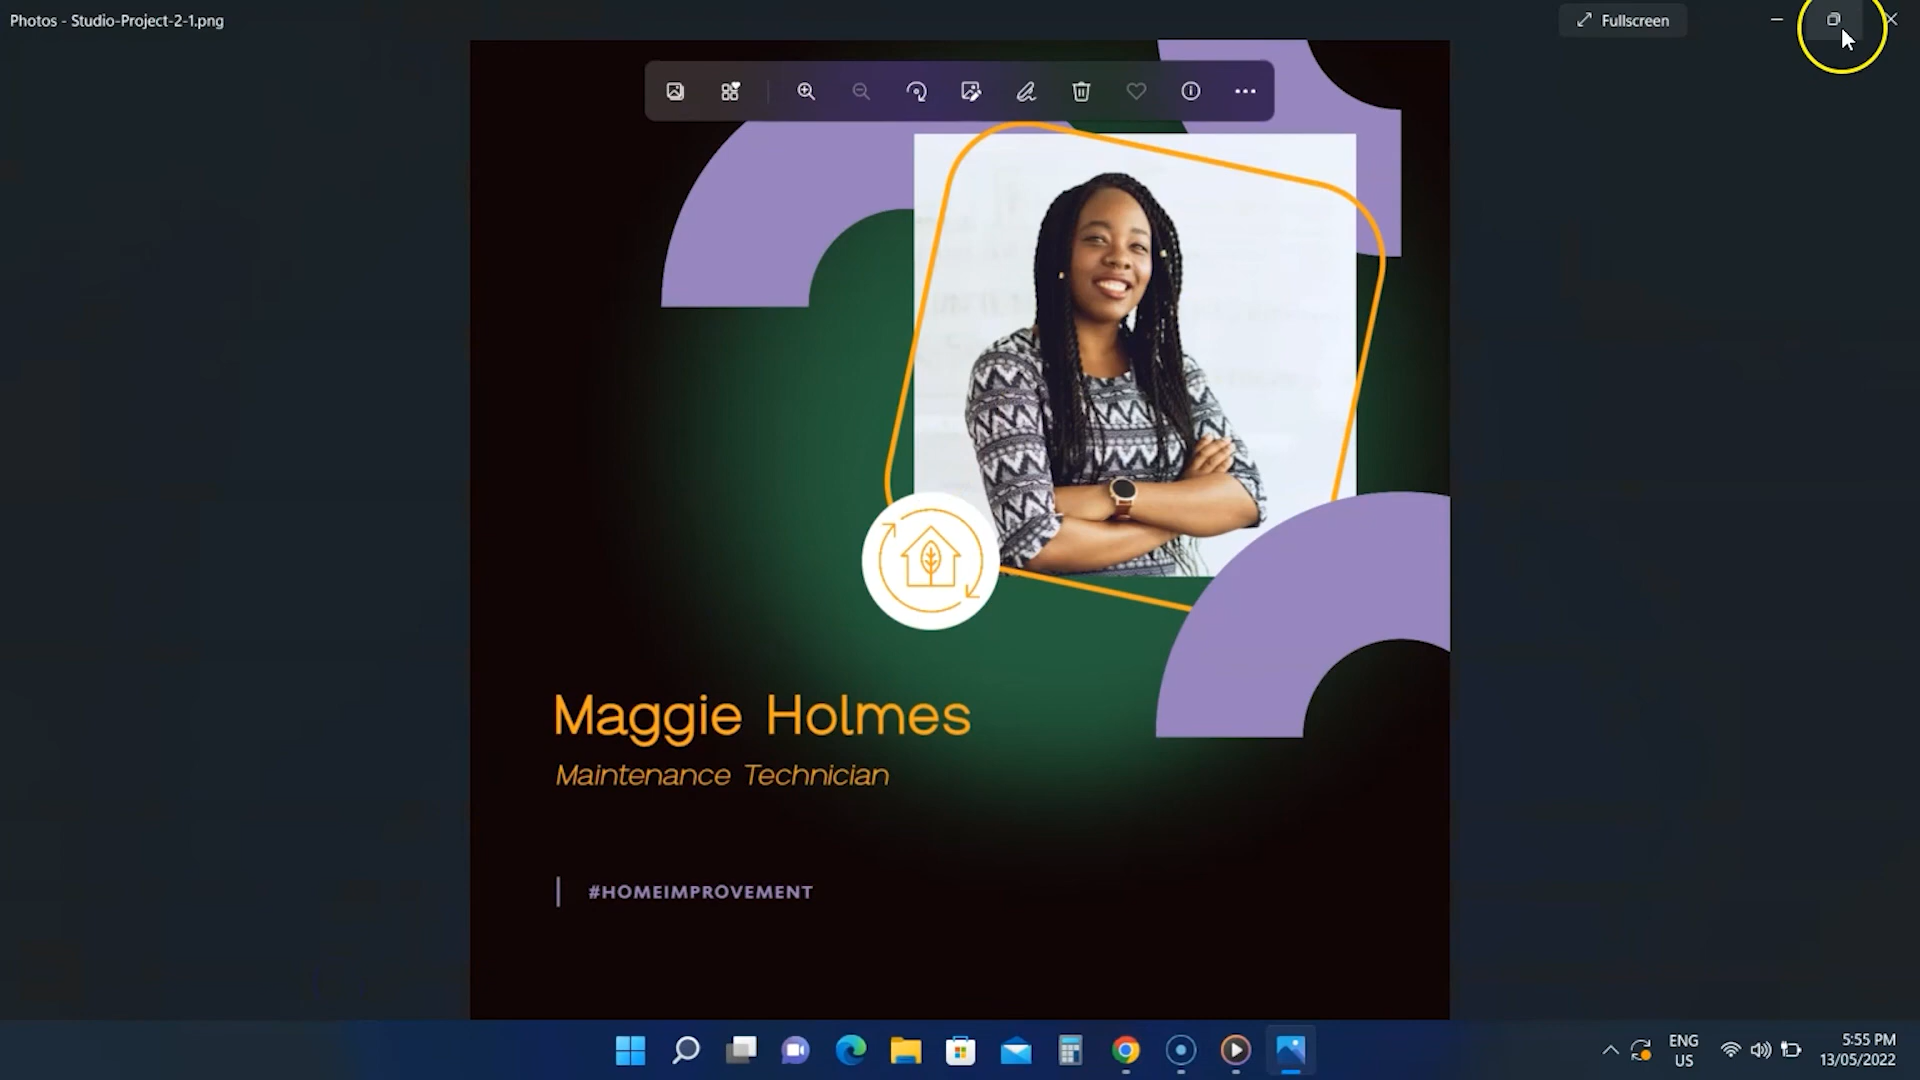 Photos - Studio-Project-2-1.png
Fullscreen
Maggie Holmes
Maintenance Technician
#HOMEIMPROVEMENT
ENG
US
5:55 PM
13/05/2022